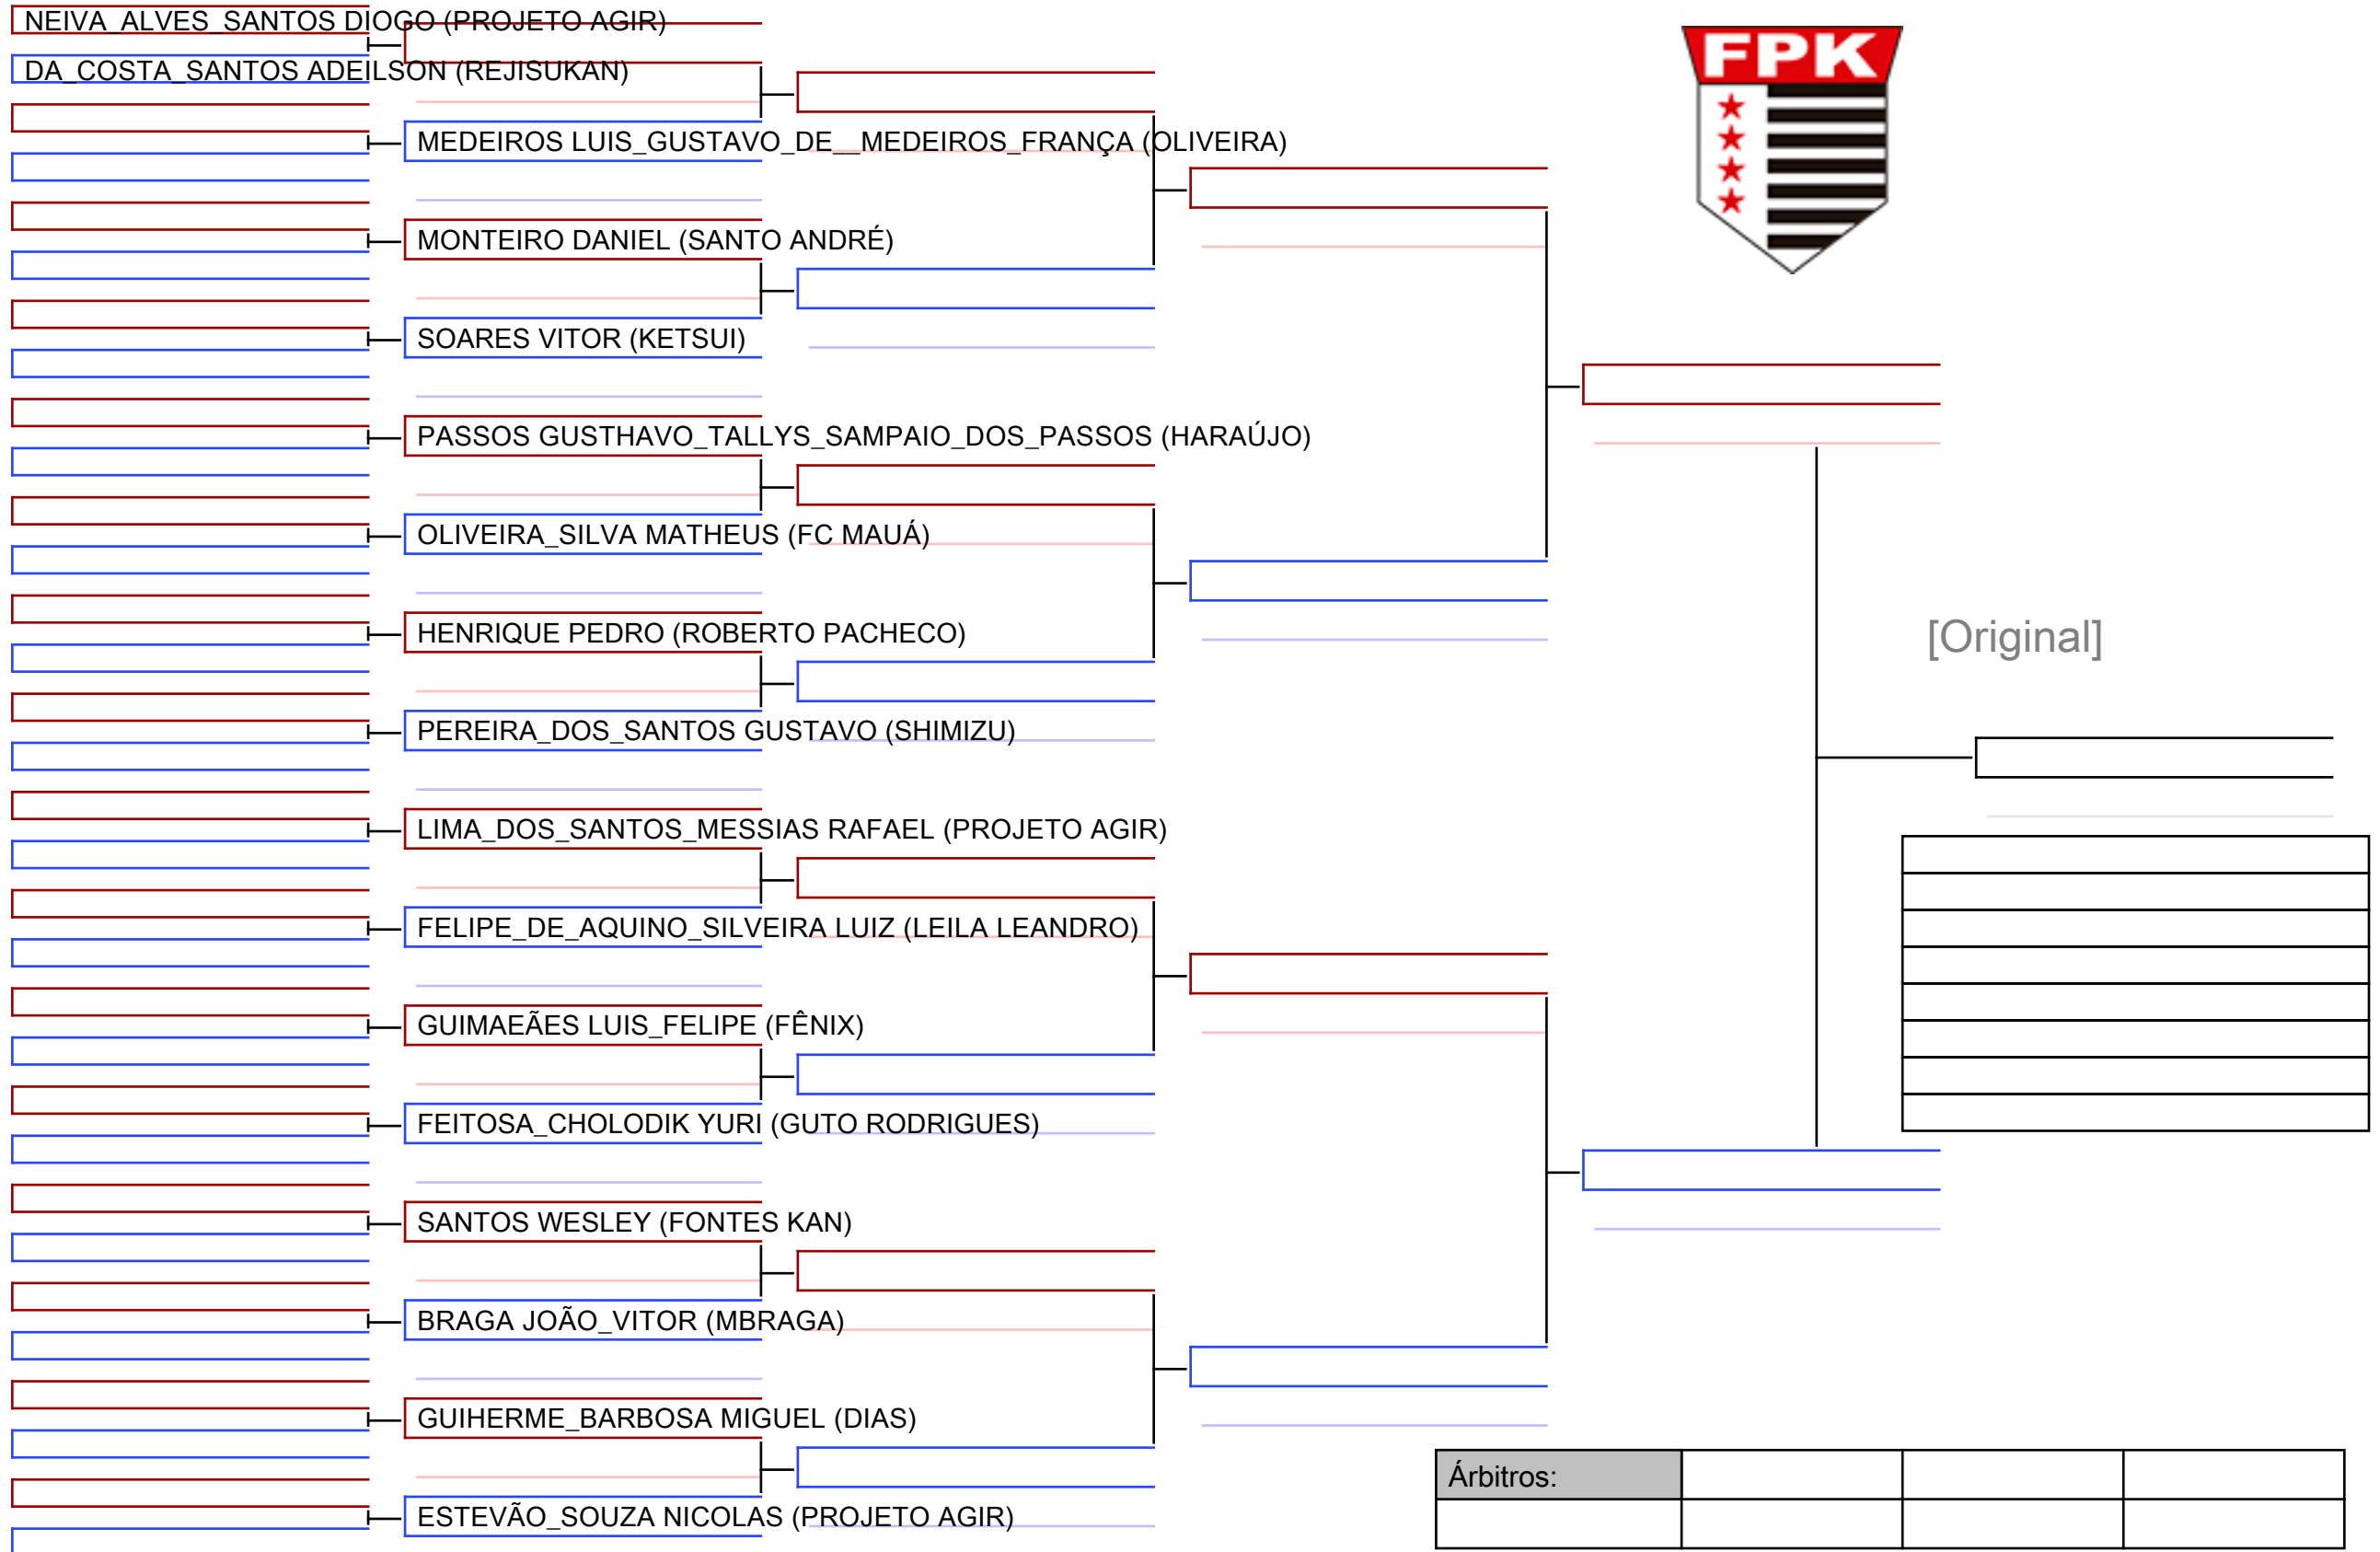 NEIVA_ALVES_SANTOS DIOGO (PROJETO AGIR)
FPK
DA_COSTA_SANTOS ADEILSON (REJISUKAN)
MEDEIROS LUIS_GUSTAVO_DE__MEDEIROS_FRANÇA (OLIVEIRA)
MONTEIRO DANIEL (SANTO ANDRÉ)
SOARES VITOR (KETSUI)
PASSOS GUSTHAVO_TALLYS_SAMPAIO_DOS_PASSOS (HARAÚJO)
OLIVEIRA_SILVA MATHEUS (FC MAUÁ)
HENRIQUE PEDRO (ROBERTO PACHECO)
[Original]
PEREIRA_DOS_SANTOS GUSTAVO (SHIMIZU)
LIMA_DOS_SANTOS_MESSIAS RAFAEL (PROJETO AGIR)
FELIPE_DE_AQUINO_SILVEIRA LUIZ (LEILA LEANDRO)
GUIMAEÃES LUIS_FELIPE (FÊNIX)
FEITOSA_CHOLODIK YURI (GUTO RODRIGUES)
SANTOS WESLEY (FONTES KAN)
BRAGA JOÃO_VITOR (MBRAGA)
GUIHERME_BARBOSA MIGUEL (DIAS)
Árbitros:
ESTEVÃO_SOUZA NICOLAS (PROJETO AGIR)